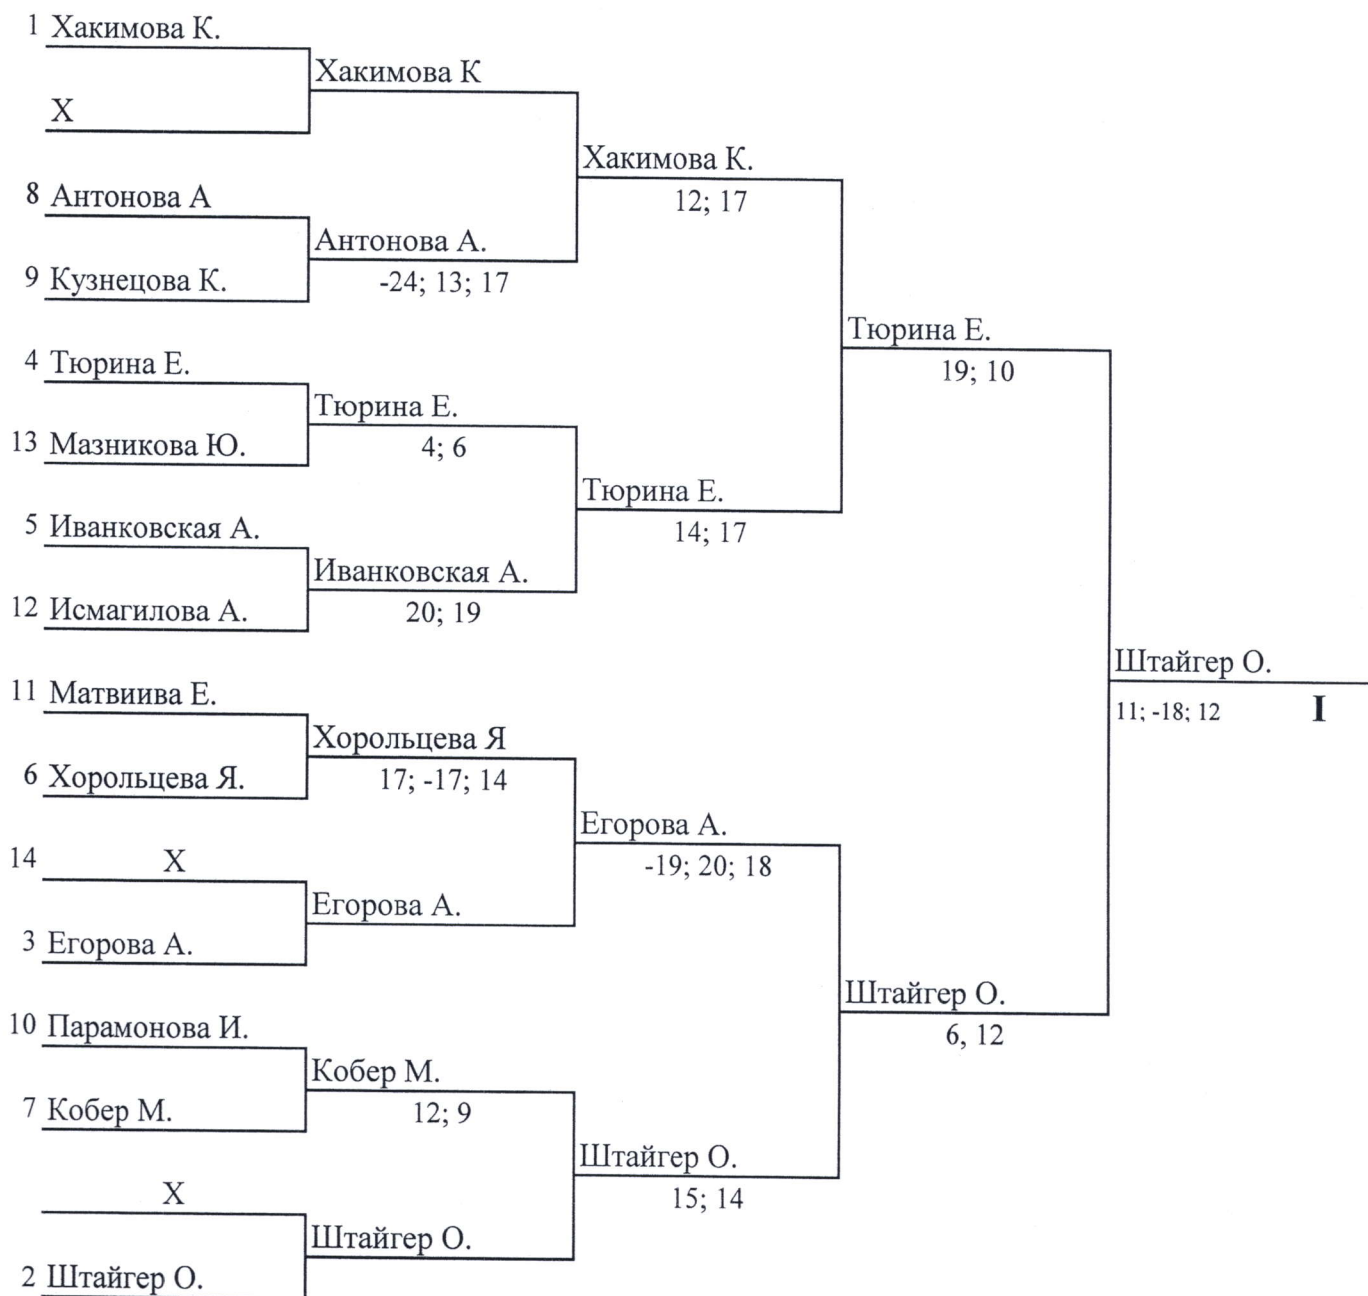 1 Хакимова К.
Хакимова К
X
Хакимова К.
12; 17
8 Антонова А
Антонова А.
-24; 13; 17
9 Кузнецова К.
Тюрина Е.
19; 10
4 Тюрина Е.
Тюрина Е.
4; 6
13 Мазникова Ю.
Тюрина Е.
14; 17
5 Иванковская А.
Иванковская А.
20; 19
12 Исмагилова А.
Штайгер О.
11; -18; 12 I
11 Матвиива Е.
Хорольцева Я
17; -17; 14
6 Хорольцева Я.
Егорова А.
-19; 20; 18
14 X
Егорова А.
3 Егорова А.
Штайгер О.
6, 12
10 Парамонова И.
Кобер М.
12; 9
7 Кобер М.
Штайгер О.
15; 14
X
Штайгер О.
2 Штайгер О.